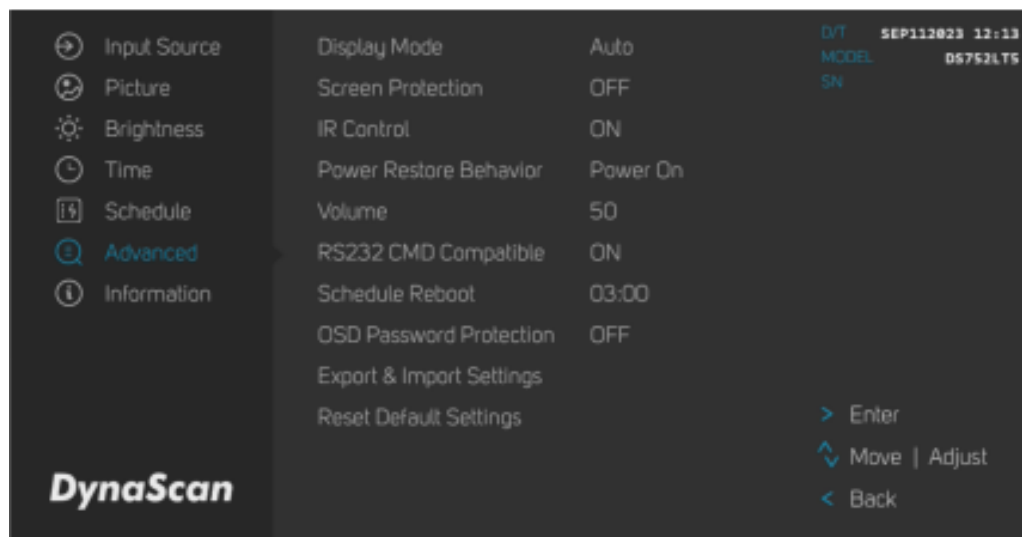 Input Source
Picture
Brightness
Time
Schedule
Advanced
Information
DynaScan
Display Mode Auto
Screen Protection OFF
IR Control ON
Power Restore Behavior Power On
Volume 50
RS232 CMD Compatible ON
Schedule Reboot 03:00
OSD Password Protection OFF
Export & Import Settings
Reset Default Settings
D/T SEP112023 12:13
MODEL DS752LT5
SN
> Enter
Move | Adjust
< Back